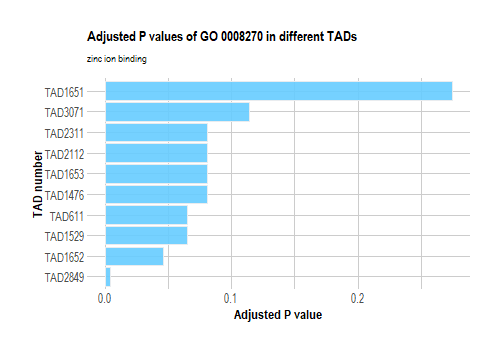 Adjusted P values of GO 0008270 in different TADs
zinc ion binding
TAD number
TAD1651
TAD3071
TAD2311
TAD2112
TAD1653
TAD1476
TAD611
TAD1529
TAD1652
TAD2849
0.0 0.1 0.2
Adjusted P value